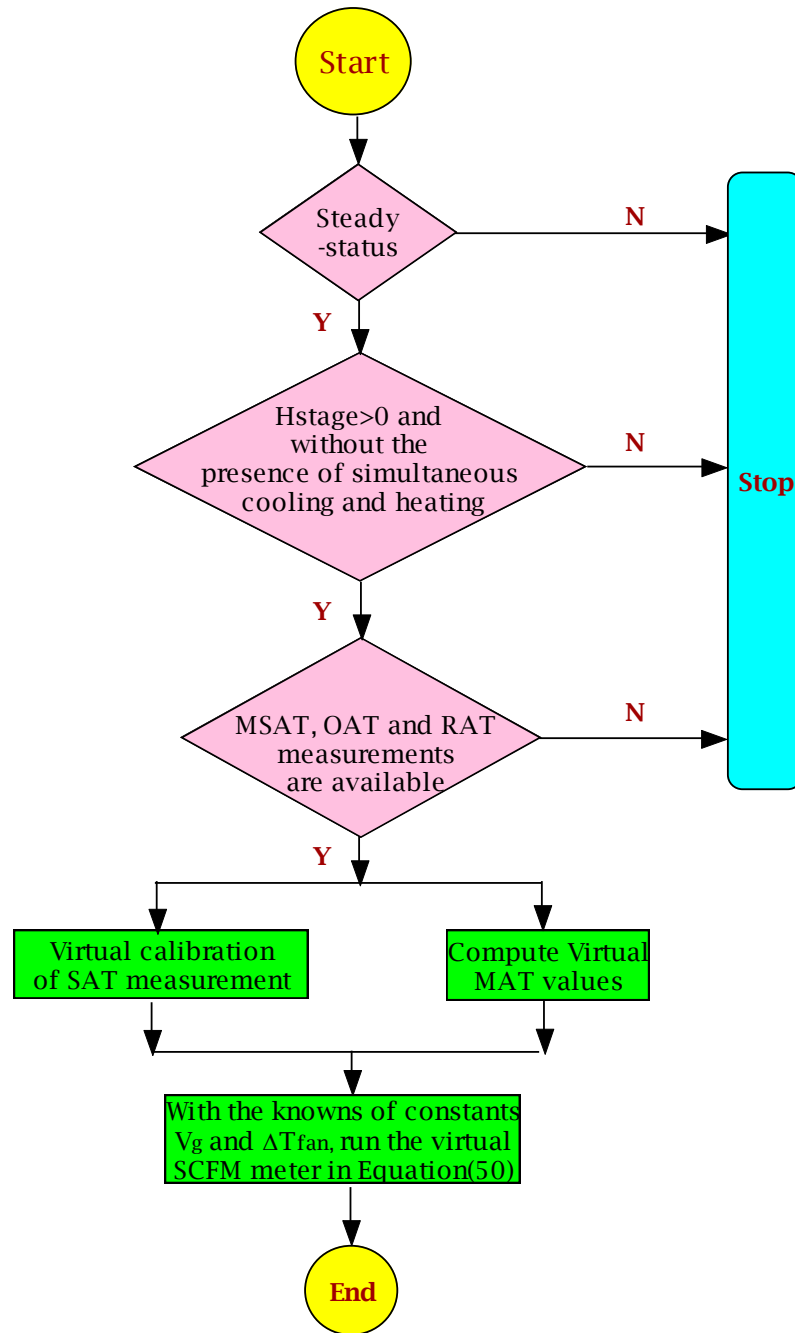 Start
Steady
-status
N
Y
Hstage>0 and
without the
presence of simultaneous
cooling and heating
N
Stop
Y
MSAT, OAT and RAT
measurements
are available
N
Y
Virtual calibration
of SAT measurement
Compute Virtual
MAT values
With the knowns of constants
Vg and ΔTfan, run the virtual
SCFM meter in Equation(50)
End